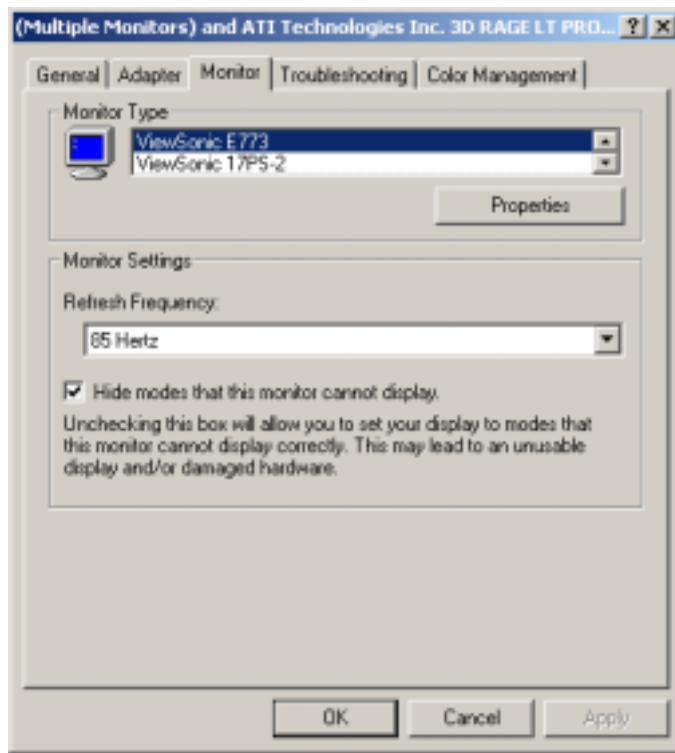 (Multiple Monitors) and ATI Technologies Inc. 3D RAGE LT PRO...
General Adapter Monitor Troubleshooting Color Management
Monitor Type
ViewSonic E773
ViewSonic 17PS-2
Properties
Monitor Settings
Refresh Frequency:
85 Hertz
Hide modes that this monitor cannot display.
Unchecking this box will allow you to set your display to modes that
this monitor cannot display correctly. This may lead to an unusable
display and/or damaged hardware.
OK Cancel Apply